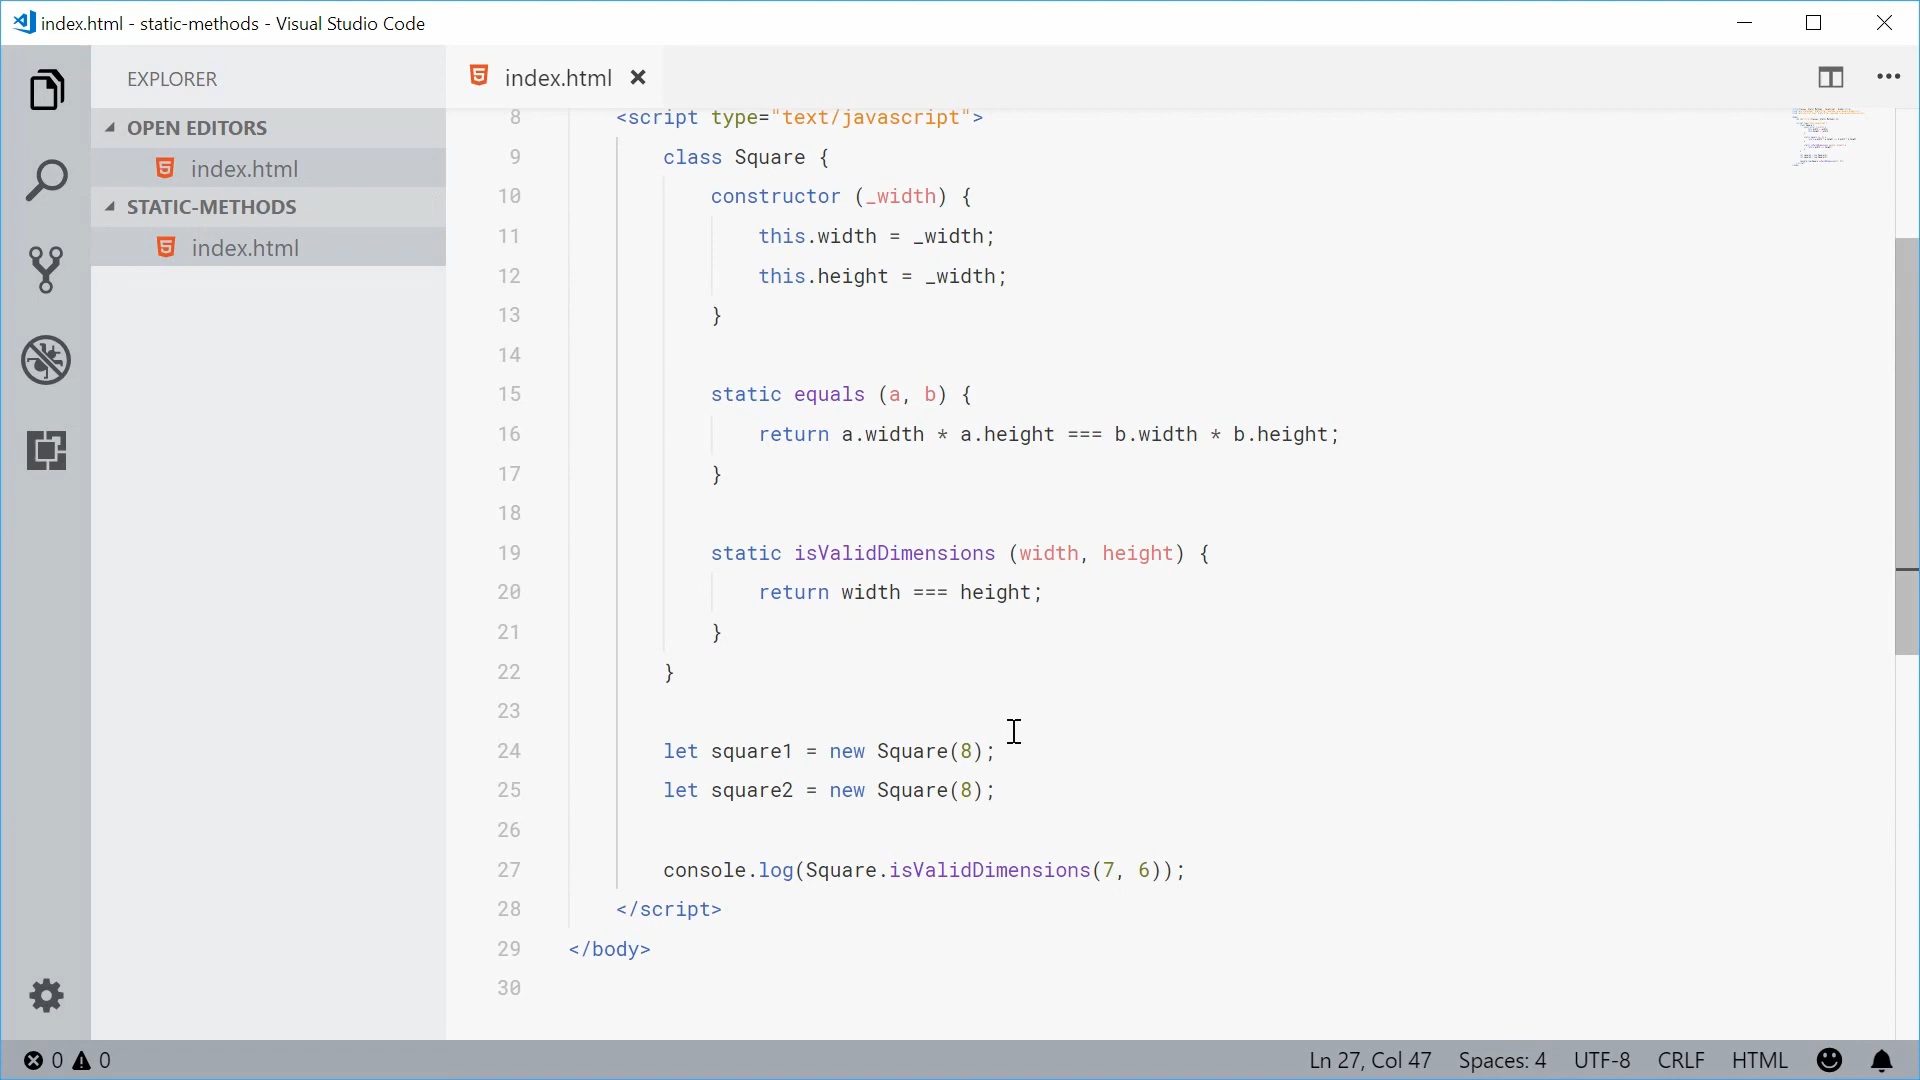 index.html - static-methods - Visual Studio Code
EXPLORER
OPEN EDITORS
index.html
STATIC-METHODS
index.html
index.html
8 <script type="text/javascript">
9 class Square {
10 constructor (_width) {
11 this.width = _width;
12 this.height = _width;
13 }
14
15 static equals (a, b) {
16 return a.width * a.height === b.width * b.height;
17 }
18
19 static isValidDimensions (width, height) {
20 return width === height;
21 }
22 }
23
24 let square1 = new Square(8);
25 let square2 = new Square(8);
26
27 console.log(Square.isValidDimensions(7, 6));
28 </script>
29 </body>
30
0 0
Ln 27, Col 47 Spaces: 4 UTF-8 CRLF HTML